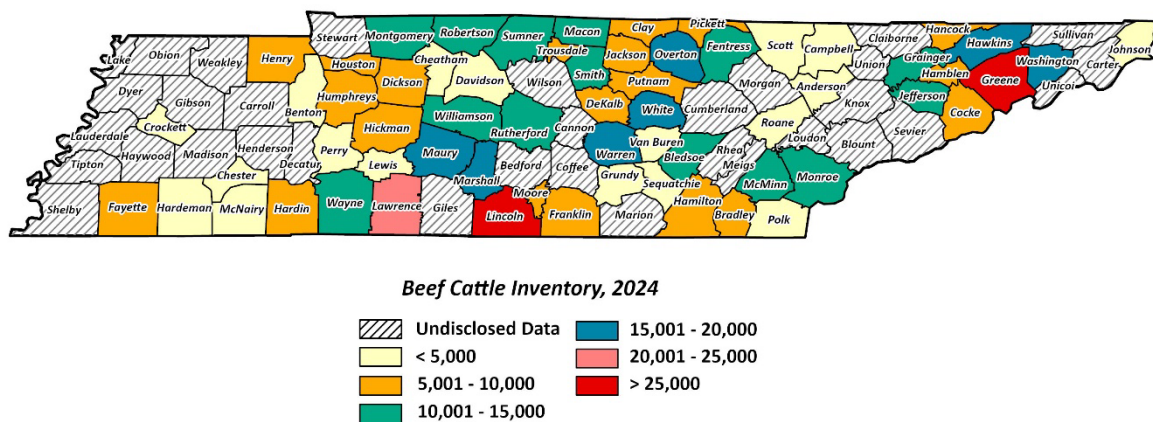 Stewart
Montgomery
Robertson
Sumner
Macon
Clay
Pickett
Scott
Campbell
Claiborne
Hancock
Hawkins
Sullivan
Johnson
Lake
Obion
Weakley
Henry
Houston
Cheatham
Trousdale
Jackson
Overton
Fentress
Union
Grainger
Washington
Carter
Dyer
Gibson
Carroll
Benton
Humphreys
Dickson
Davidson
Wilson
Smith
Putnam
Morgan
Anderson
Knox
Hamblen
Greene
Unicoi
Lauderdale
Crockett
Haywood
Madison
Henderson
Decatur
Perry
Hickman
Williamson
Rutherford
Cannon
DeKalb
White
Cumberland
Roane
Loudon
Jefferson
Cocke
Sevier
Blount
Tipton
Chester
Lewis
Maury
Marshall
Bedford
Coffee
Warren
Van Buren
Bledsoe
Rhea
Meigs
McMinn
Monroe
Shelby
Fayette
Hardeman
McNairy
Hardin
Wayne
Lawrence
Giles
Lincoln
Moore
Franklin
Grundy
Sequatchie
Marion
Hamilton
Bradley
Polk
Beef Cattle Inventory, 2024
Undisclosed Data
< 5,000
5,001 - 10,000
10,001 - 15,000
15,001 - 20,000
20,001 - 25,000
> 25,000